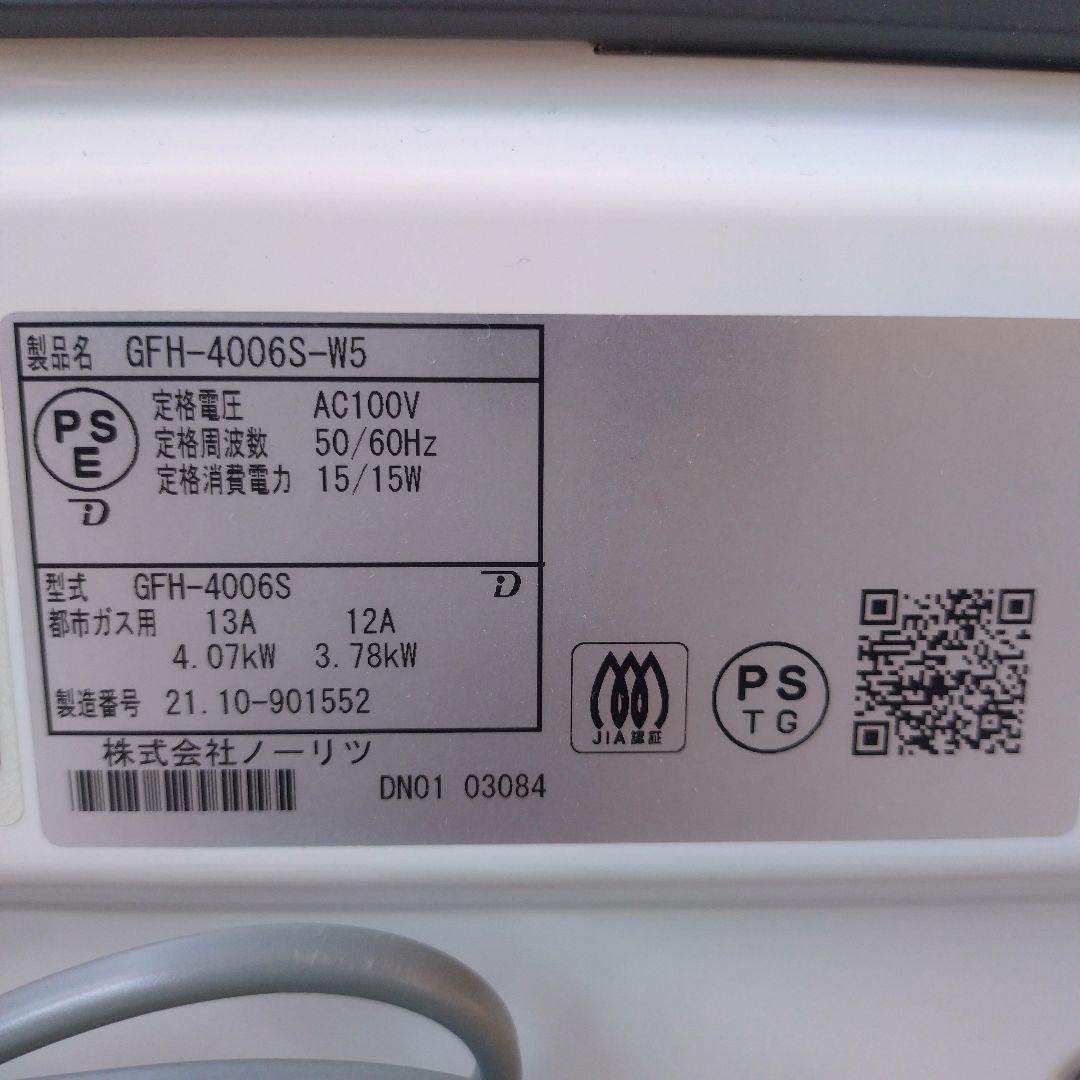 製品名 GFH-4006S-W5
PS
E
定格電圧 AC100V
定格周波数 50/60Hz
定格消費電力 15/15W
型式 GFH-4006S
都市ガス用 13A 12A
4.07kW 3.78kW
製造番号 21.10-901552
株式会社ノーリツ
DN01 03084
JIA認証
PS
TG